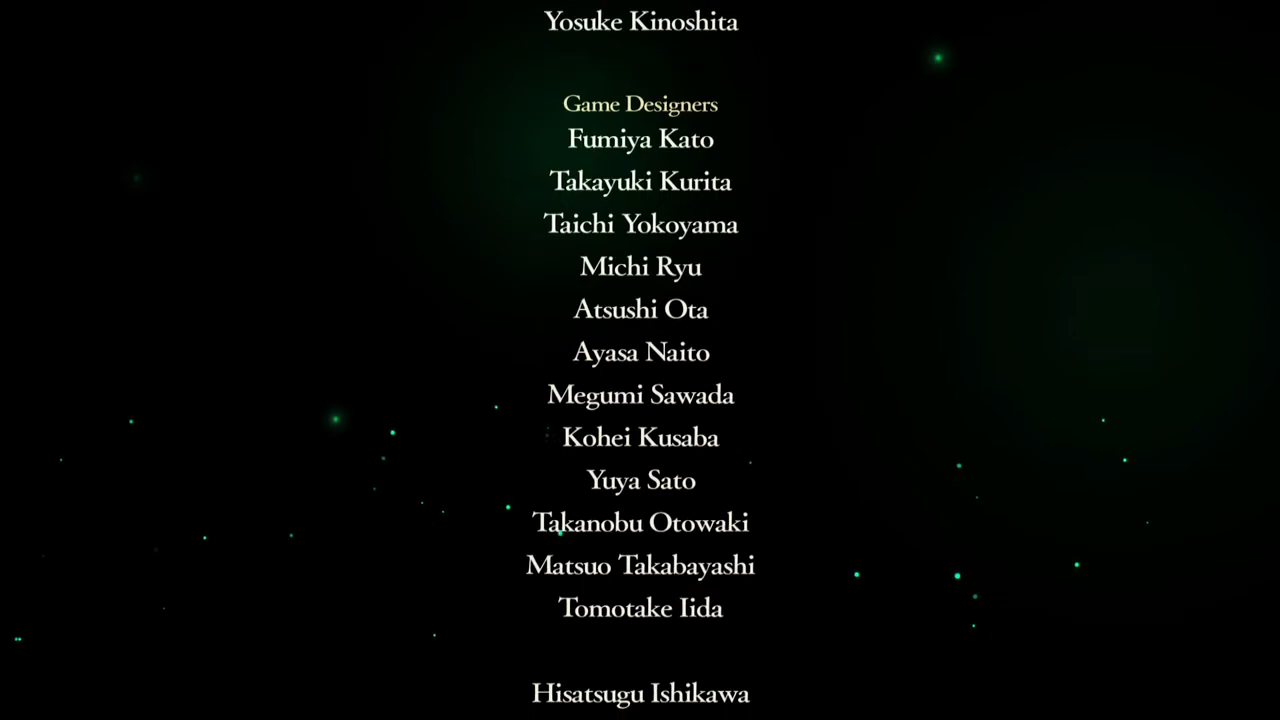 Yosuke Kinoshita
Game Designers
Fumiya Kato
Takayuki Kurita
Taichi Yokoyama
Michi Ryu
Atsushi Ota
Ayasa Naito
Megumi Sawada
Kohei Kusaba
Yuya Sato
Takanobu Otowaki
Matsuo Takabayashi
Tomotake Iida
Hisatsugu Ishikawa